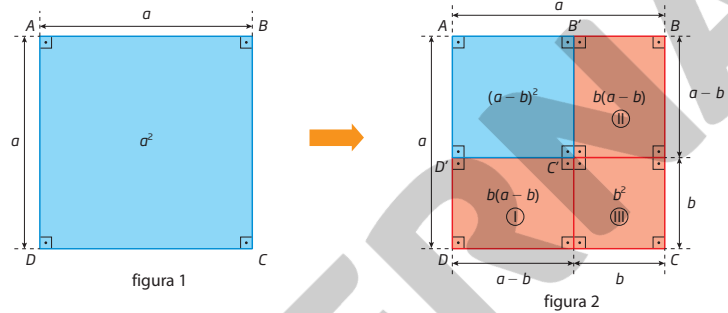 a
A B
a
a²
D C
figura 1
a
A B′ B
(a – b)² b(a – b)
II
a a – b
D′ C′
b(a – b) b²
I III
b
D C
a – b b
figura 2